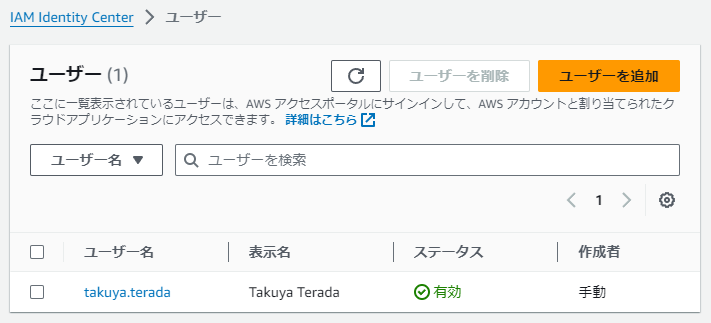 IAM Identity Center > ユーザー
ユーザー (1)
ユーザーを削除
ユーザーを追加
ここに一覧表示されているユーザーは、AWS アクセスポータルにサインインして、AWS アカウントと割り当てられたク
ラウドアプリケーションにアクセスできます。 詳細はこちら
ユーザー名
ユーザーを検索
1
ユーザー名 表示名 ステータス 作成者
takuya.terada Takuya Terada 有効 手動